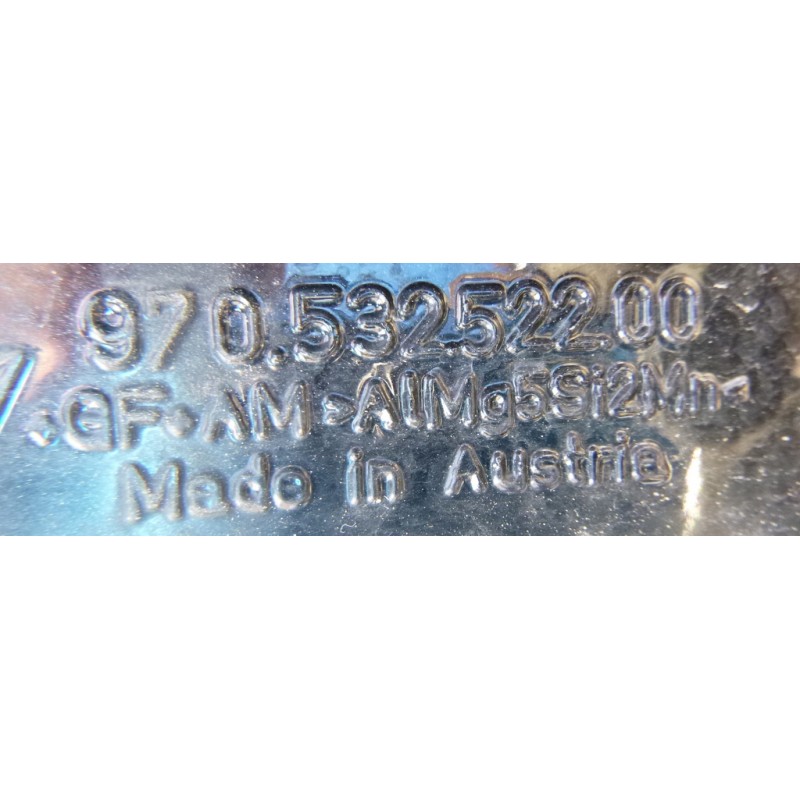 970.532.522.00
•GF•AM >AlMg5Si2Mn<
Made in Austria